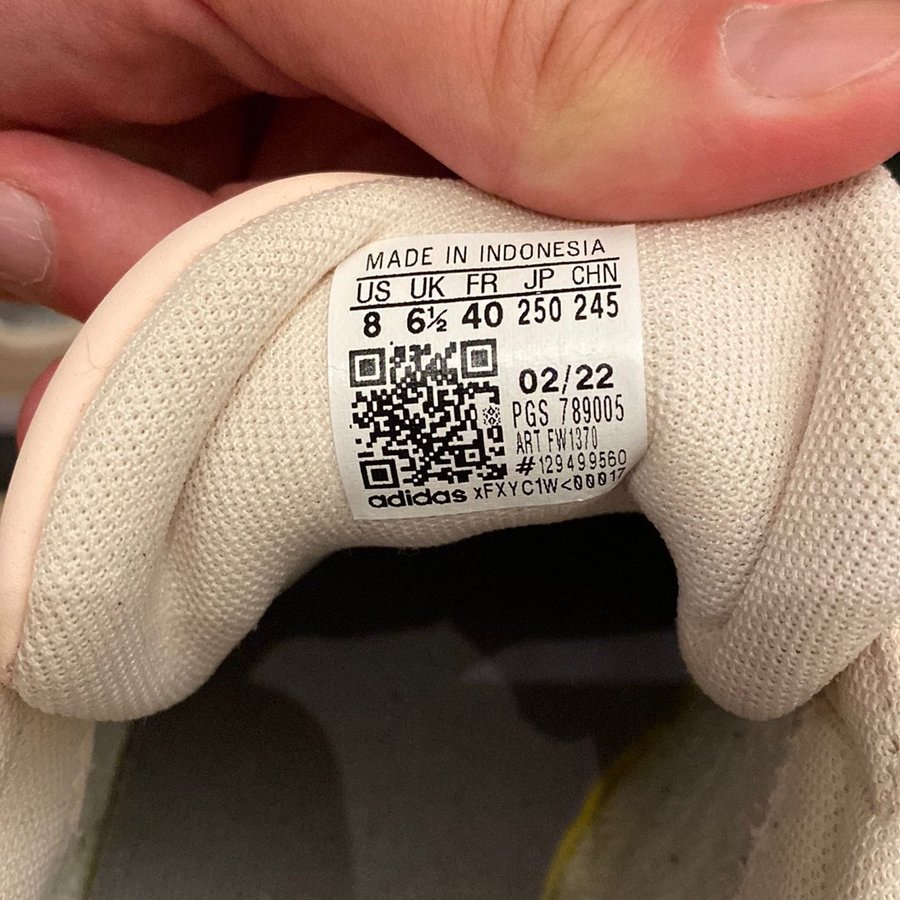 MADE IN INDONESIA
US UK FR JP CHN
8 6½ 40 250 245
02/22
PGS 789005
ART FW1370
#129499560
adidas xFXYC1W<00017